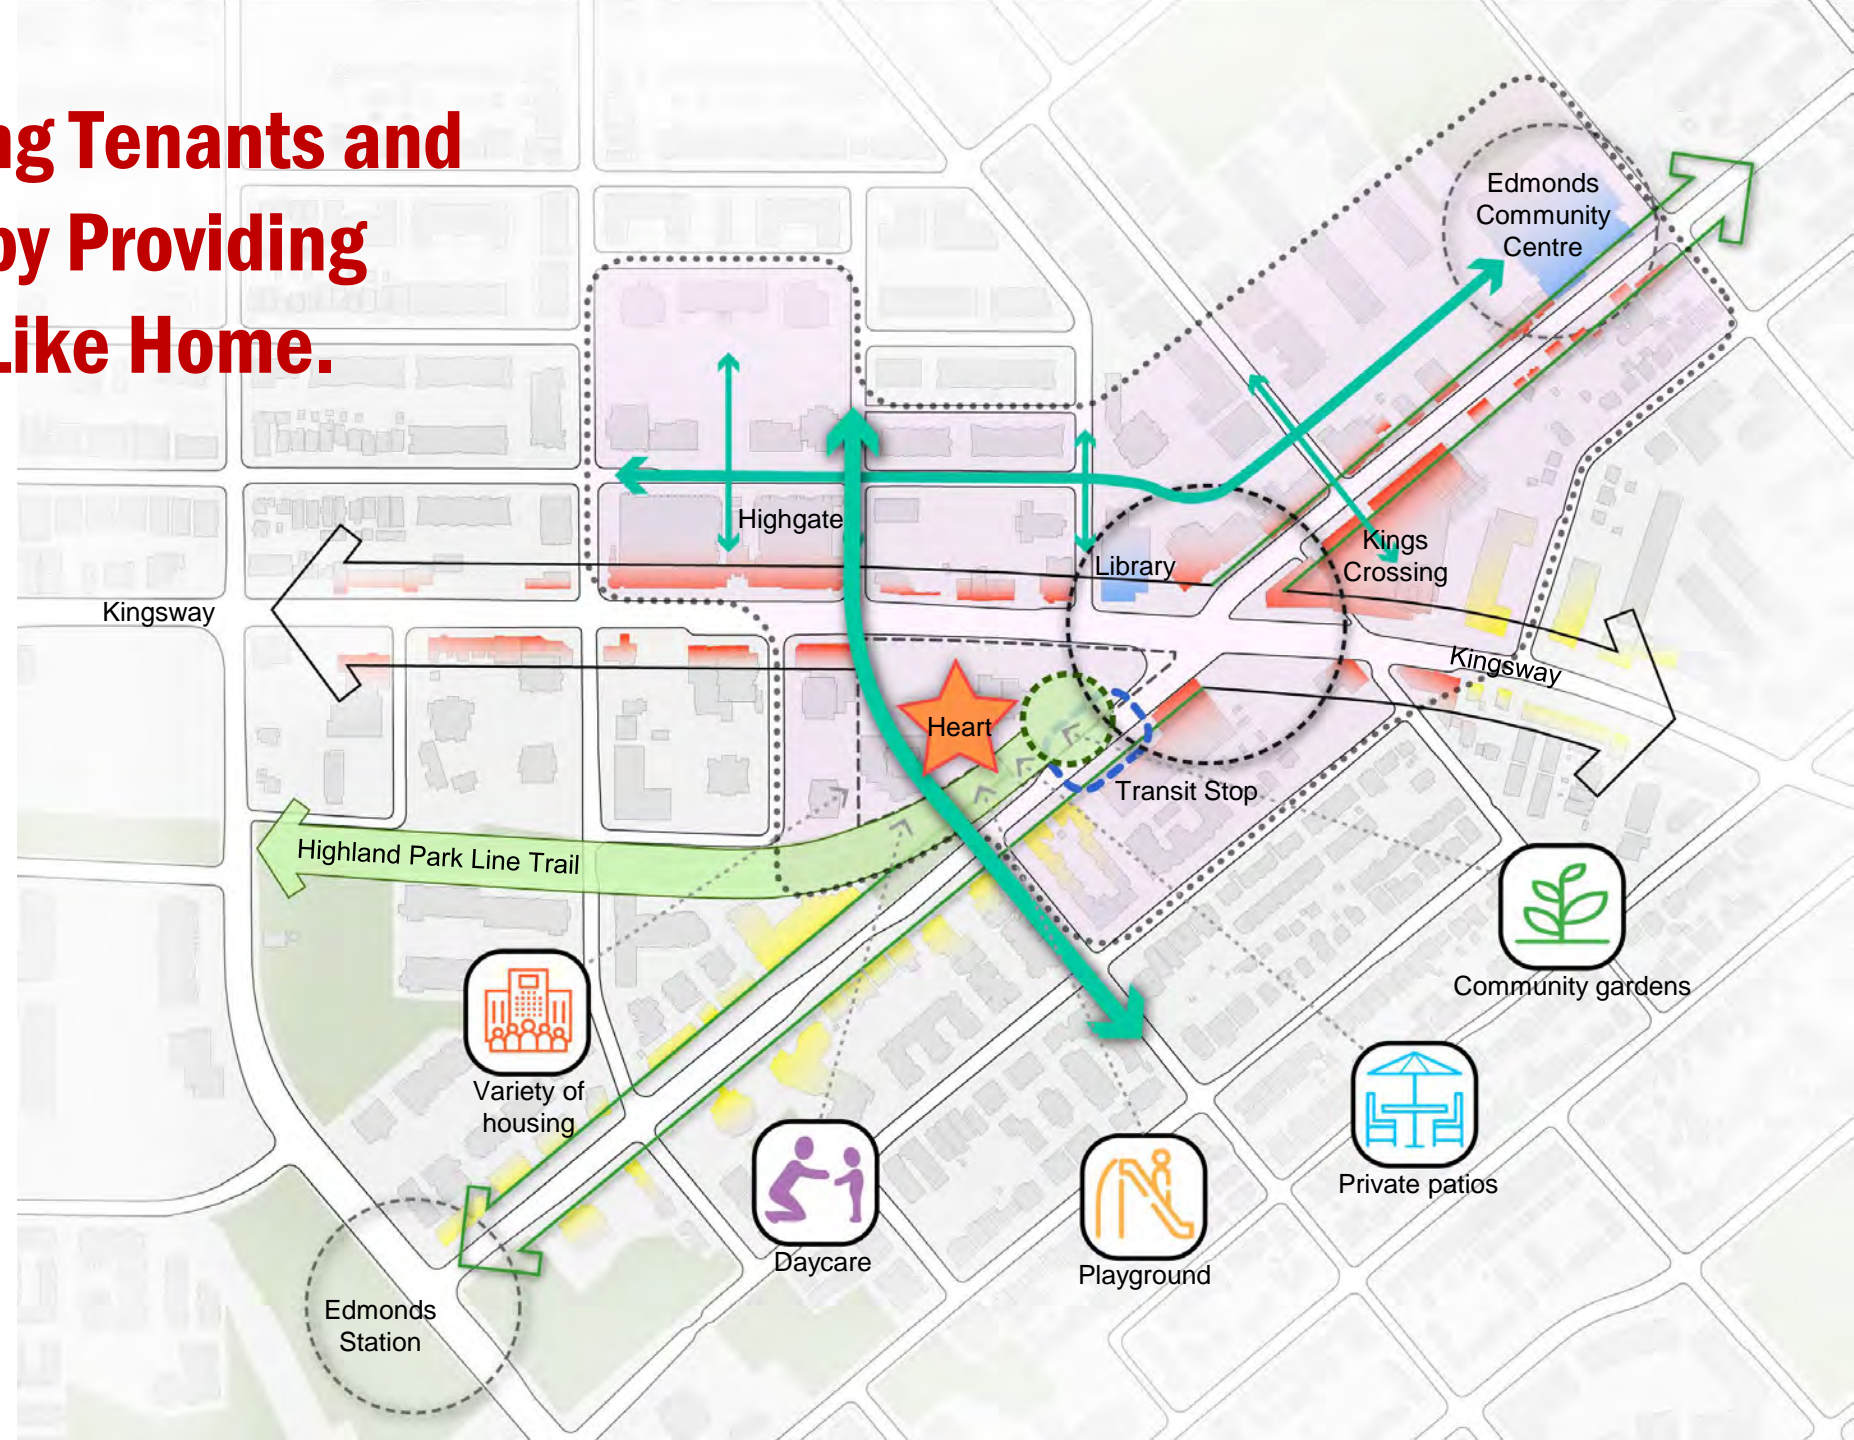 ng Tenants and
by Providing
Like Home.
Edmonds
Community
Centre
Highgate
Library
Kings
Crossing
Kingsway
Kingsway
Heart
Transit Stop
Highland Park Line Trail
Community gardens
Variety of
housing
Private patios
Daycare
Playground
Edmonds
Station